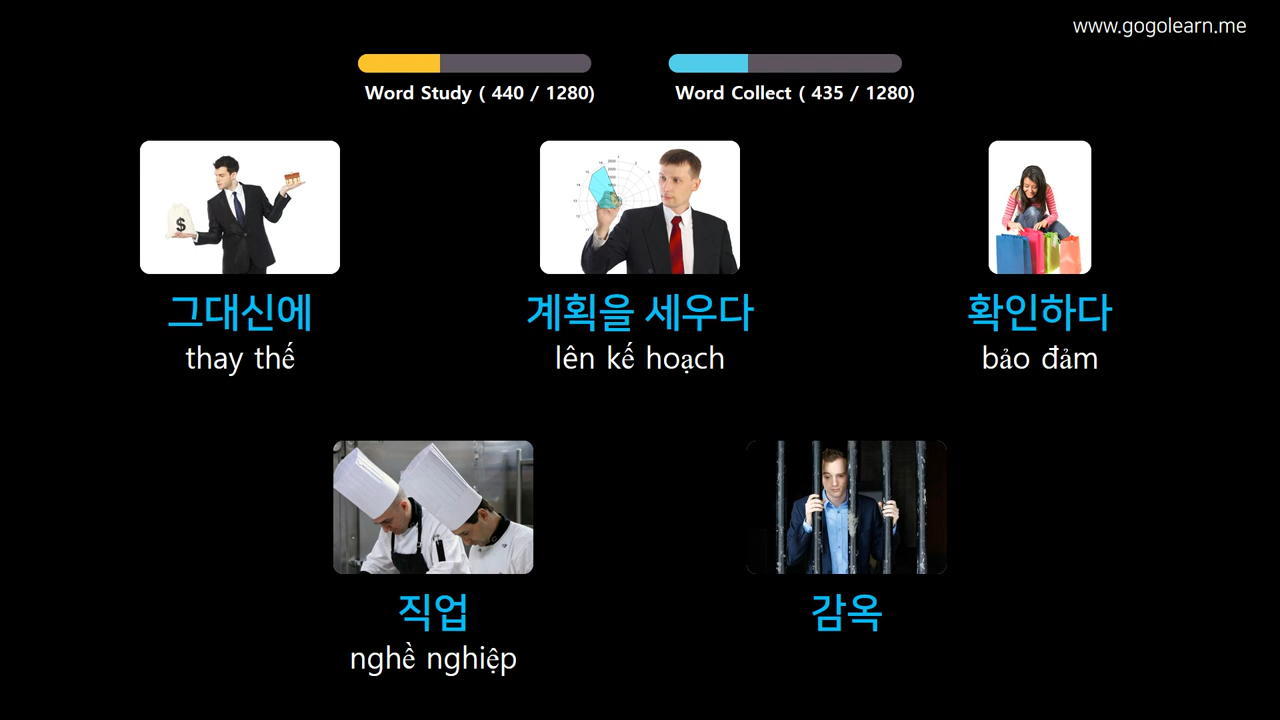 www.gogolearn.me
Word Study ( 440 / 1280)
Word Collect ( 435 / 1280)
그대신에
thay thế
계획을 세우다
lên kế hoạch
확인하다
bảo đảm
직업
nghề nghiệp
감옥